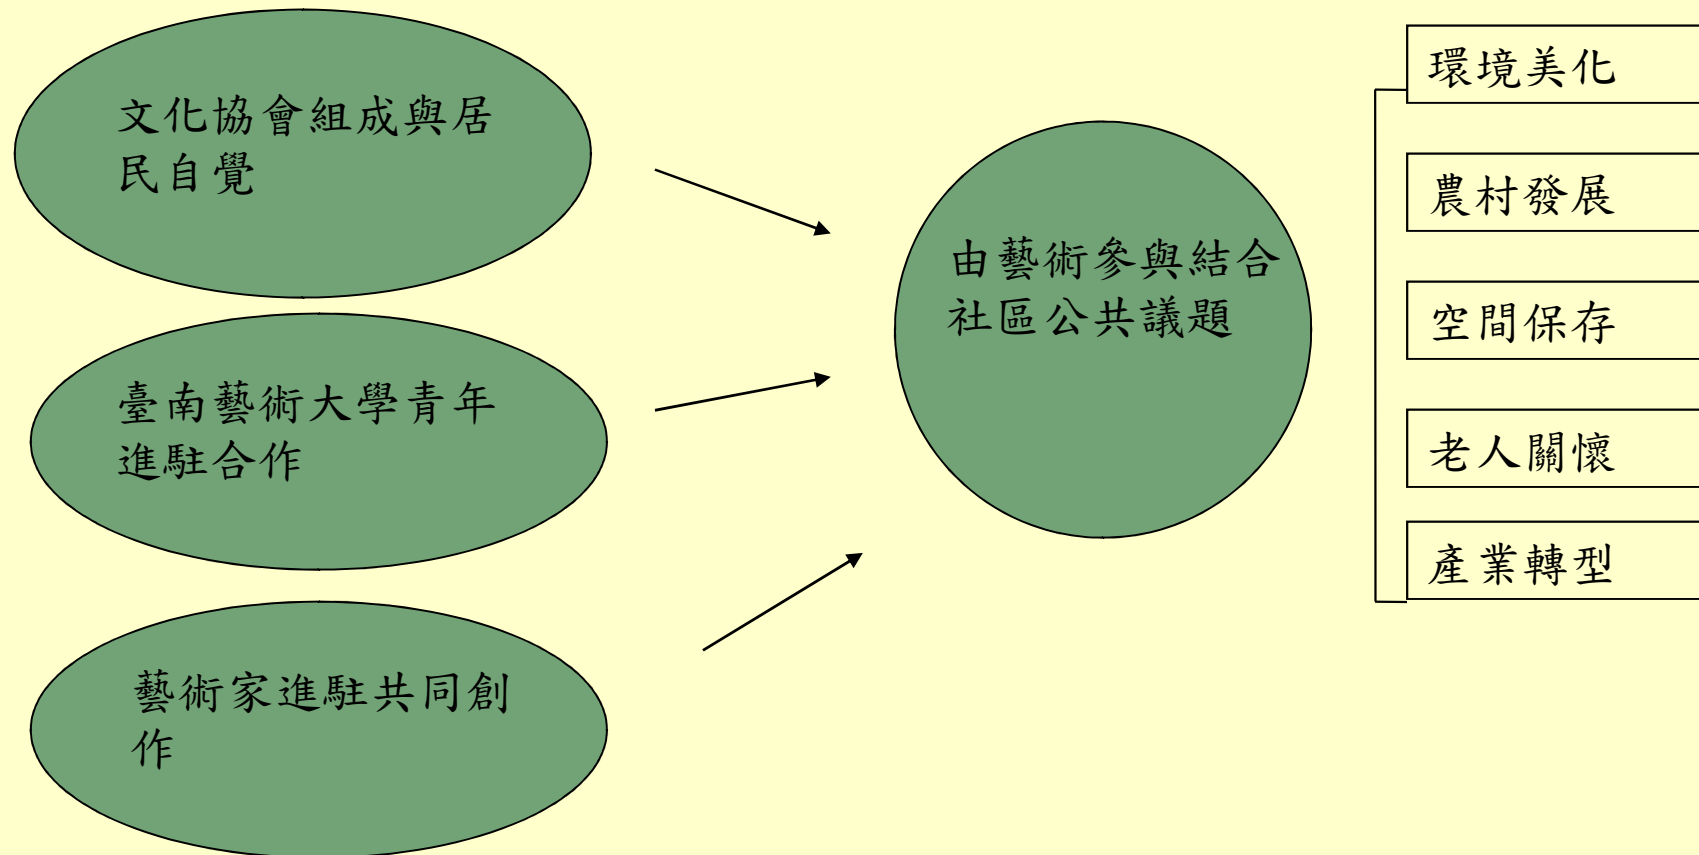 文化協會組成與居
民自覺
臺南藝術大學青年
進駐合作
藝術家進駐共同創
作
由藝術參與結合
社區公共議題
環境美化
農村發展
空間保存
老人關懷
產業轉型